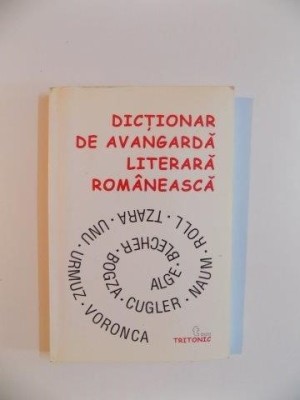 DICȚIONAR
DE AVANGARDĂ
LITERARĂ
ROMÂNEASCĂ
ALGE · BLECHER · BOGZA · CUGLER · NAUM · ROLL · TZARA · UNU · URMUZ · VORONCA
TRITONIC